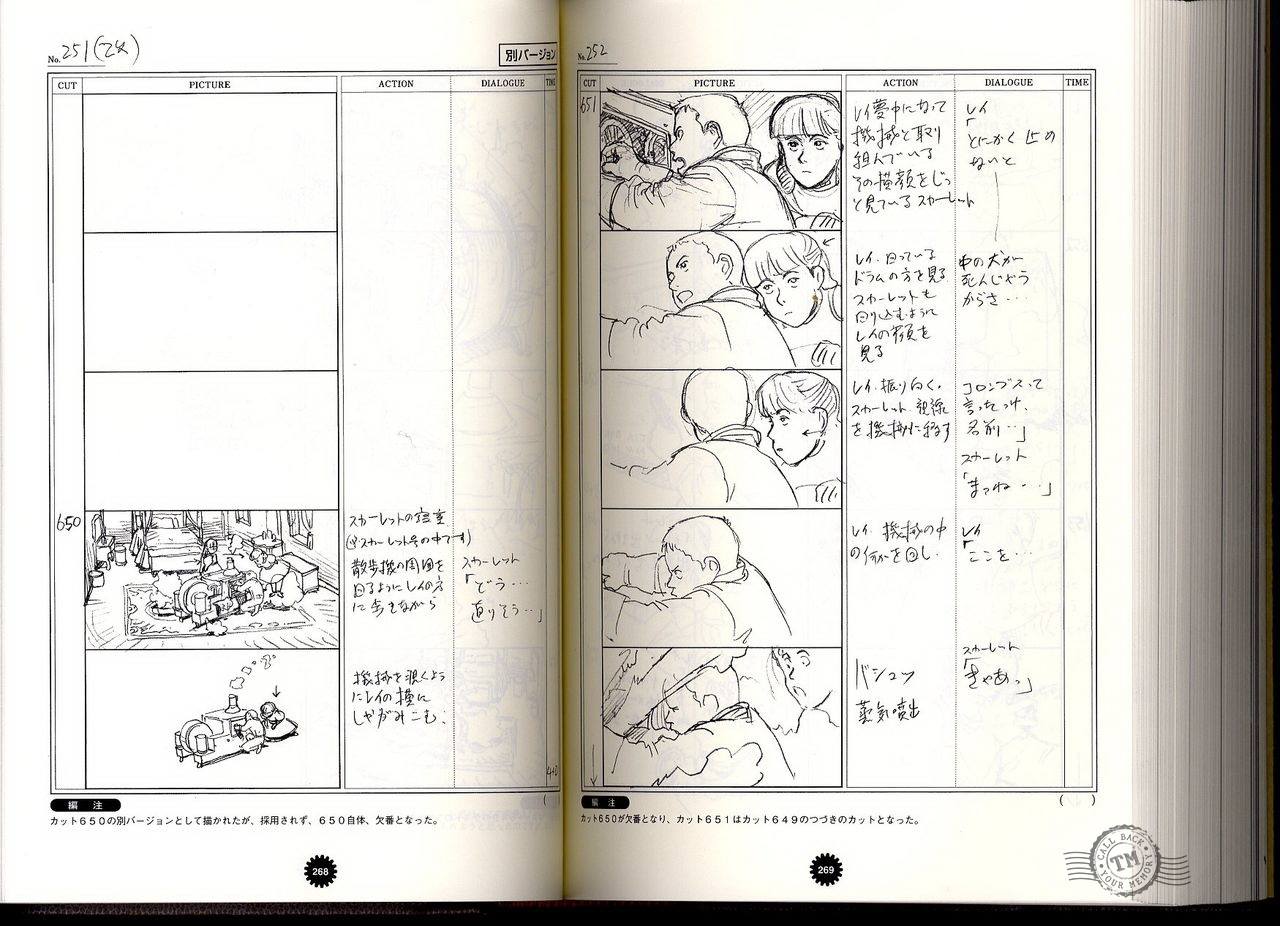 No. 251
別バージョン
CUT
PICTURE
ACTION
DIALOGUE
TIME
650
スカーレットの寝室
(※スカーレット号の中です)
散歩機の周囲を
回るようにレイの方に
スカーレット
「どう…
直りそう…」
機械を覗くよう
にレイの横に
しゃがみこむ.
編注
カット650の別バージョンとして描かれたが、採用されず、650自体、欠番となった。
268
No. 252
CUT
PICTURE
ACTION
DIALOGUE
TIME
651
レイ夢中になって
機械と取り
組んでいる
その横顔をじっ
と見ているスカーレット
レイ
「
とにかく止め
ないと
レイ.回っている
ドラムの方を見る
スカーレットも
回り込むように
レイの顔を
見る
中の犬が
死んじゃう
からさ…
レイ.振り向く.
スカーレット視線
を機械に移す
コロンブスって
言ったっけ、
名前…」
スカーレット
「まってね…」
レイ 機械の中
の何かを回し.
レイ
「ここを…
バシュッ
蒸気噴出
スカーレット
「きゃあっ」
編注
カット650が欠番となり、カット651はカット649のつづきのカットとなった。
( )
269
CALL BACK
TM
YOUR MEMORY